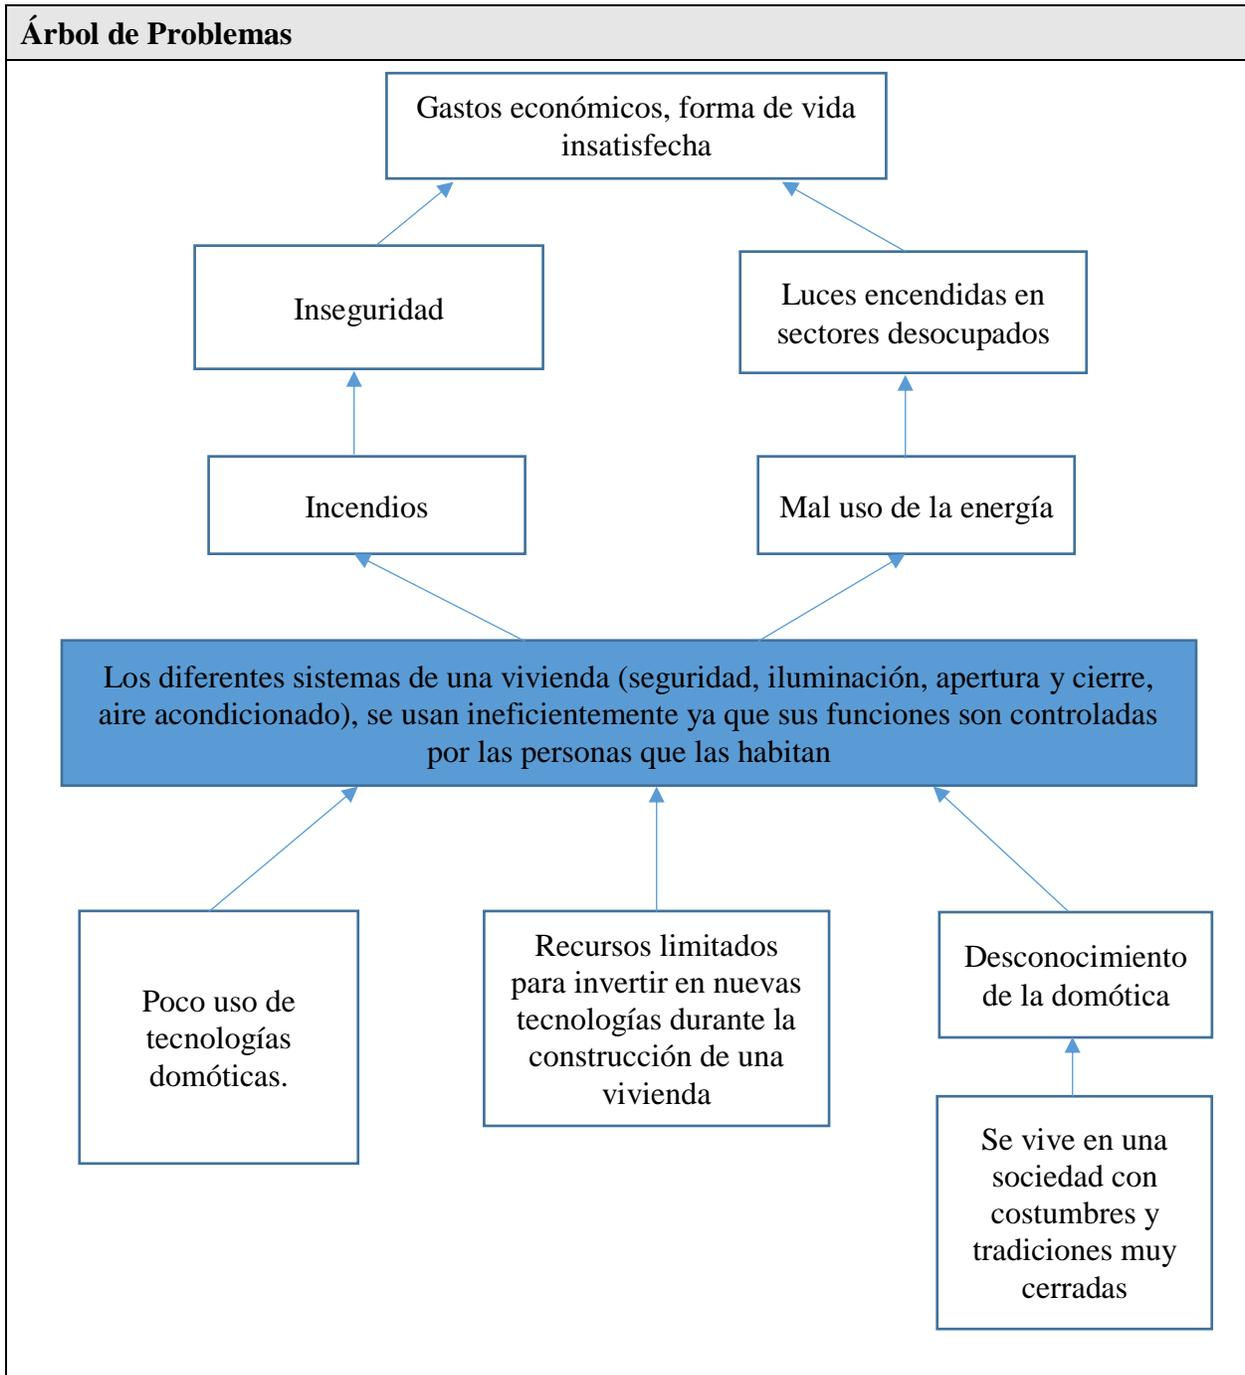 Árbol de Problemas
Gastos económicos, forma de vida
insatisfecha
Inseguridad
Luces encendidas en
sectores desocupados
Incendios
Mal uso de la energía
Los diferentes sistemas de una vivienda (seguridad, iluminación, apertura y cierre,
aire acondicionado), se usan ineficientemente ya que sus funciones son controladas
por las personas que las habitan
Poco uso de
tecnologías
domóticas.
Recursos limitados
para invertir en nuevas
tecnologías durante la
construcción de una
vivienda
Desconocimiento
de la domótica
Se vive en una
sociedad con
costumbres y
tradiciones muy
cerradas